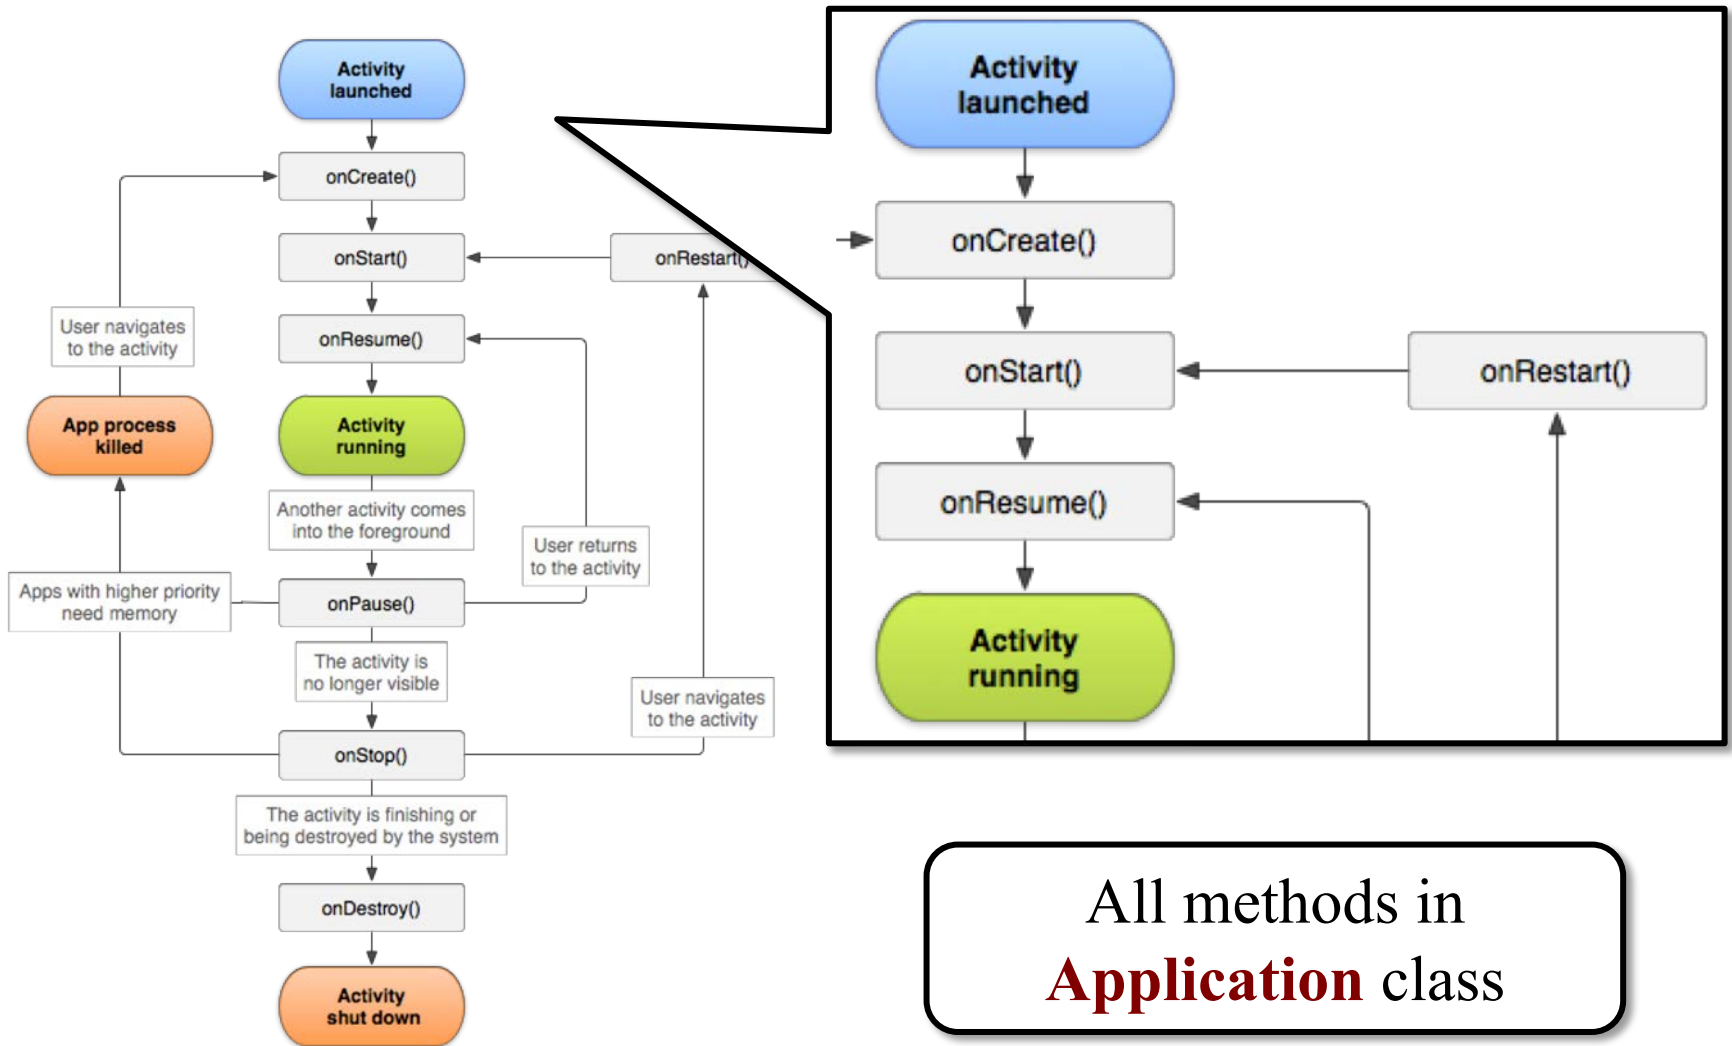 Activity
launched
onCreate()
onStart()
onRestart()
User navigates
to the activity
onResume()
App process
killed
Activity
running
Another activity comes
into the foreground
User returns
to the activity
Apps with higher priority
need memory
onPause()
The activity is
no longer visible
User navigates
to the activity
onStop()
The activity is finishing or
being destroyed by the system
onDestroy()
Activity
shut down
Activity
launched
onCreate()
onStart()
onRestart()
onResume()
Activity
running
All methods in
Application class